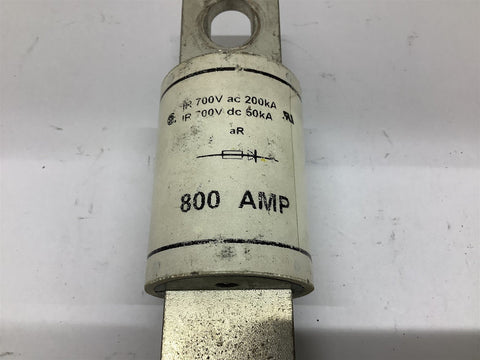 IR 700V ac 200kA
IR 700V dc 50kA
aR
800 AMP